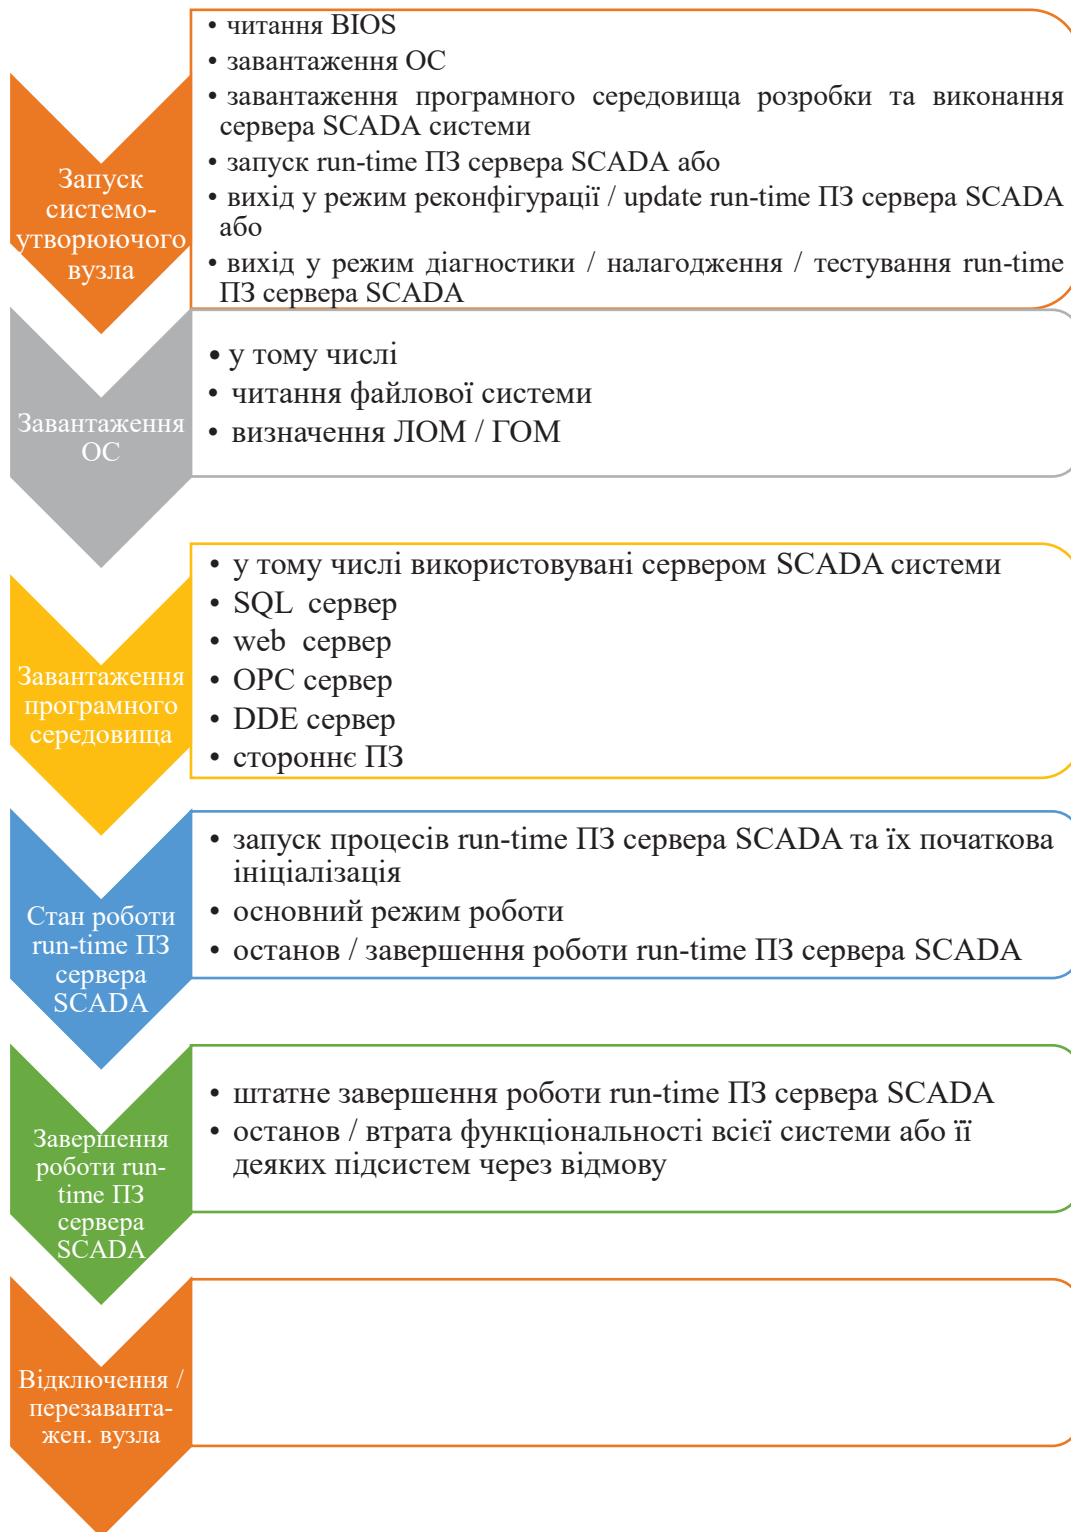 Запуск
системо-
утворюючого
вузла
• читання BIOS
• завантаження ОС
• завантаження програмного середовища розробки та виконання
сервера SCADA системи
• запуск run-time ПЗ сервера SCADA або
• вихід у режим реконфігурації / update run-time ПЗ сервера SCADA
або
• вихід у режим діагностики / налагодження / тестування run-time
ПЗ сервера SCADA
Завантаження
ОС
• у тому числі
• читання файлової системи
• визначення ЛОМ / ГОМ
Завантаження
програмного
середовища
• у тому числі використовувані сервером SCADA системи
• SQL сервер
• web сервер
• OPC сервер
• DDE сервер
• стороннє ПЗ
Стан роботи
run-time ПЗ
сервера
SCADA
• запуск процесів run-time ПЗ сервера SCADA та їх початкова
ініціалізація
• основний режим роботи
• останов / завершення роботи run-time ПЗ сервера SCADA
Завершення
роботи run-
time ПЗ
сервера
SCADA
• штатне завершення роботи run-time ПЗ сервера SCADA
• останов / втрата функціональності всієї системи або її
деяких підсистем через відмову
Відключення /
перезаванта-
жен. вузла